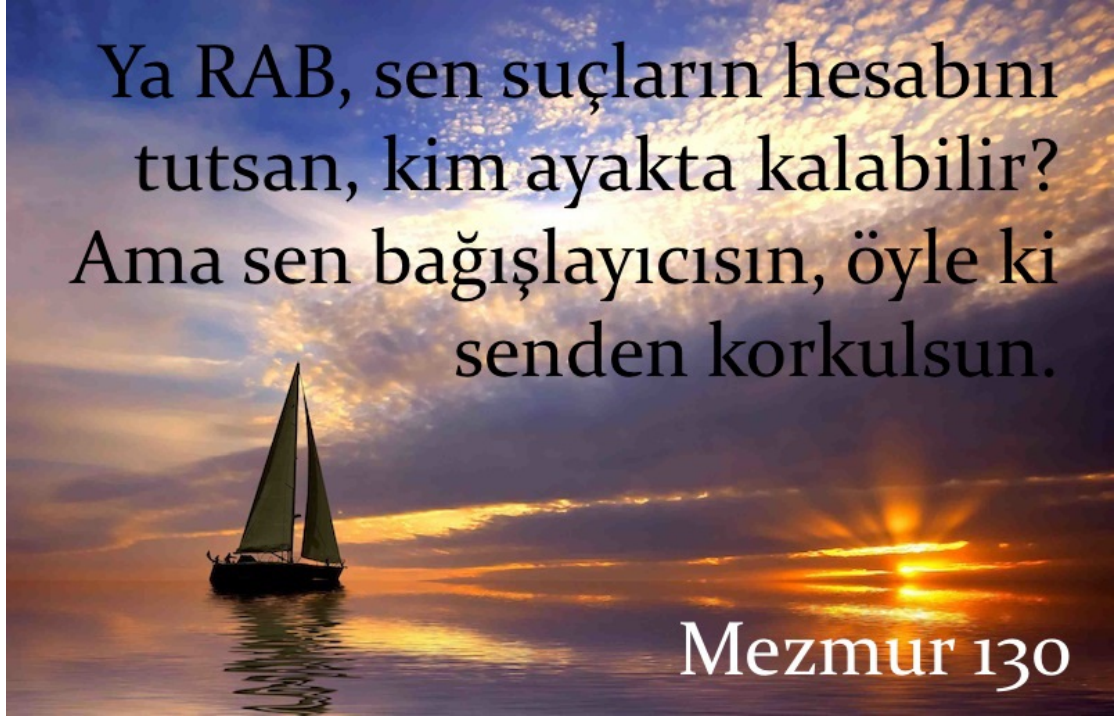 Ya RAB, sen suçların hesabını
tutsan, kim ayakta kalabilir?
Ama sen bağışlayıcısın, öyle ki
senden korkulsun.
Mezmur 130